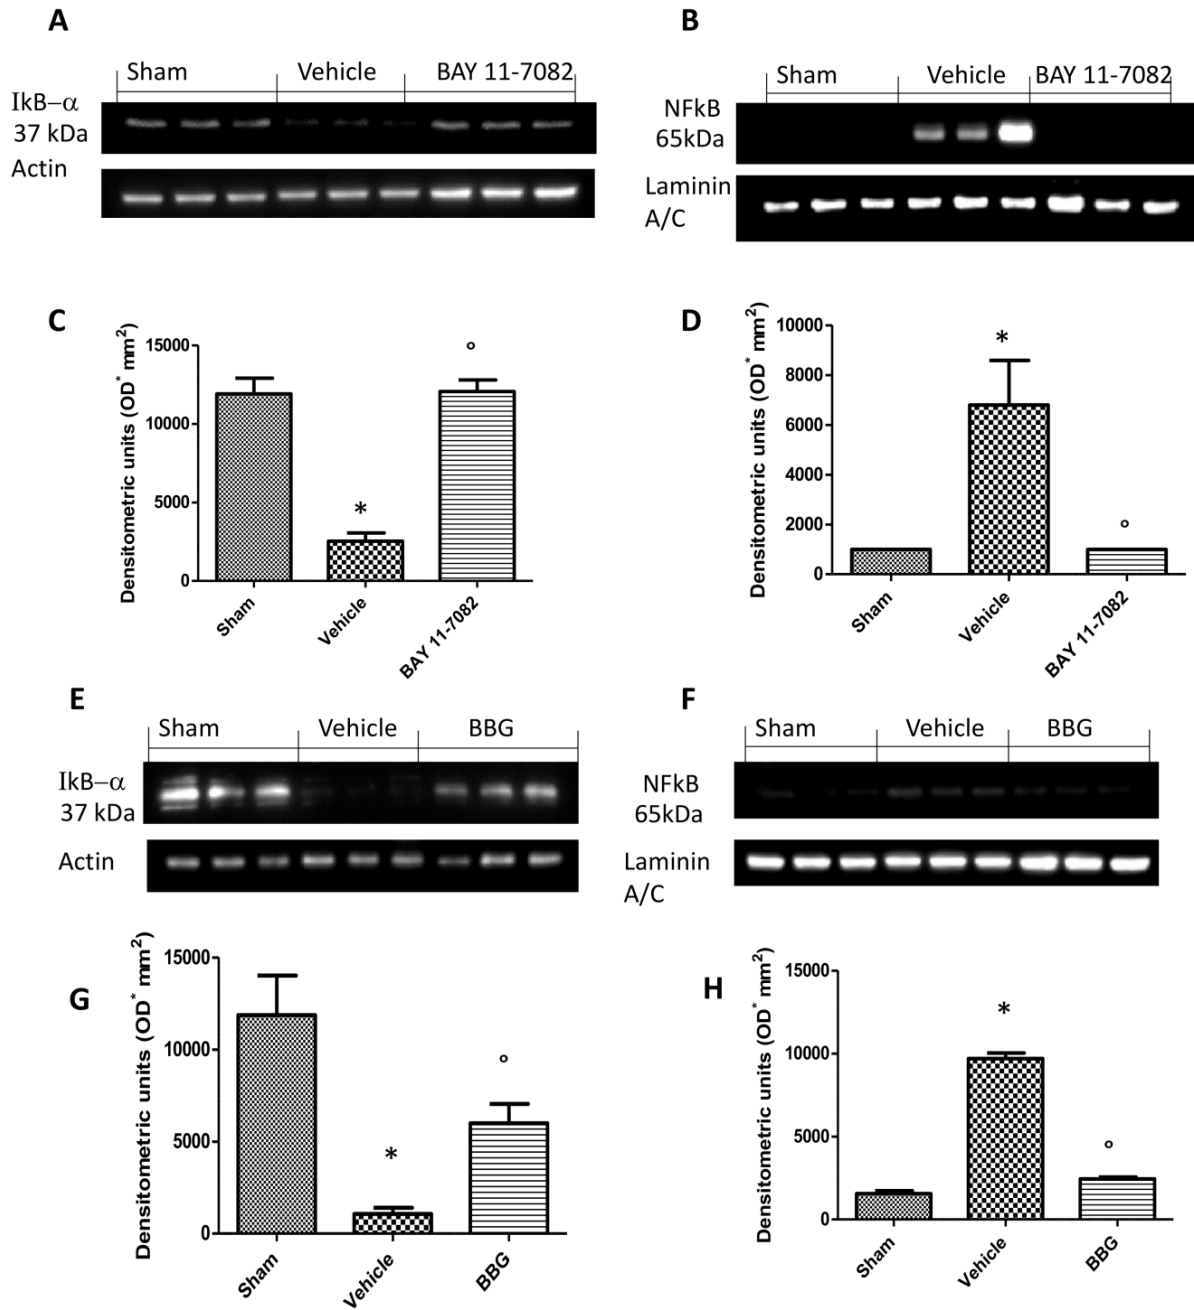 A
Sham Vehicle BAY 11-7082
IkB–α
37 kDa
Actin
B
Sham Vehicle BAY 11-7082
NFkB
65kDa
Laminin
A/C
C
Densitometric units (OD* mm2)
15000
10000
5000
0
*
°
Sham
Vehicle
BAY 11-7082
D
Densitometric units (OD* mm2)
10000
8000
6000
4000
2000
0
*
°
Sham
Vehicle
BAY 11-7082
E
Sham Vehicle BBG
IkB–α
37 kDa
Actin
F
Sham Vehicle BBG
NFkB
65kDa
Laminin
A/C
G
Densitometric units (OD* mm2)
15000
10000
5000
0
*
°
Sham
Vehicle
BBG
H
Densitometric units (OD* mm2)
15000
10000
5000
0
*
°
Sham
Vehicle
BBG